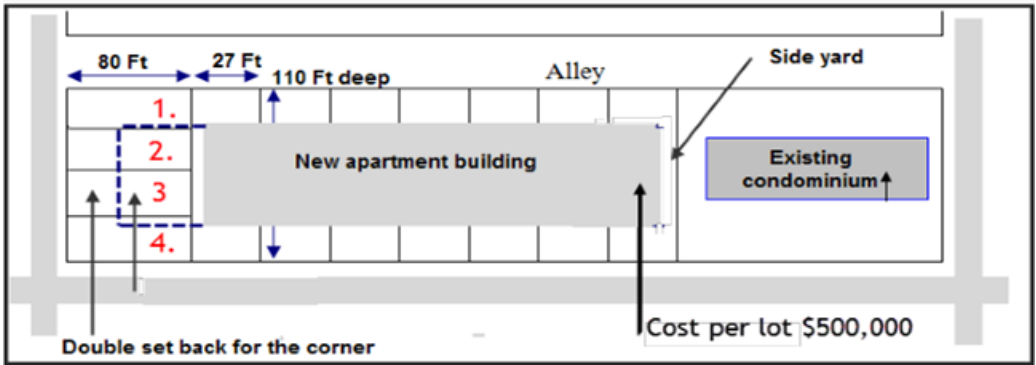 80 Ft
27 Ft
110 Ft deep
Alley
Side yard
1.
2.
3
4.
New apartment building
Existing
condominium
Cost per lot $500,000
Double set back for the corner